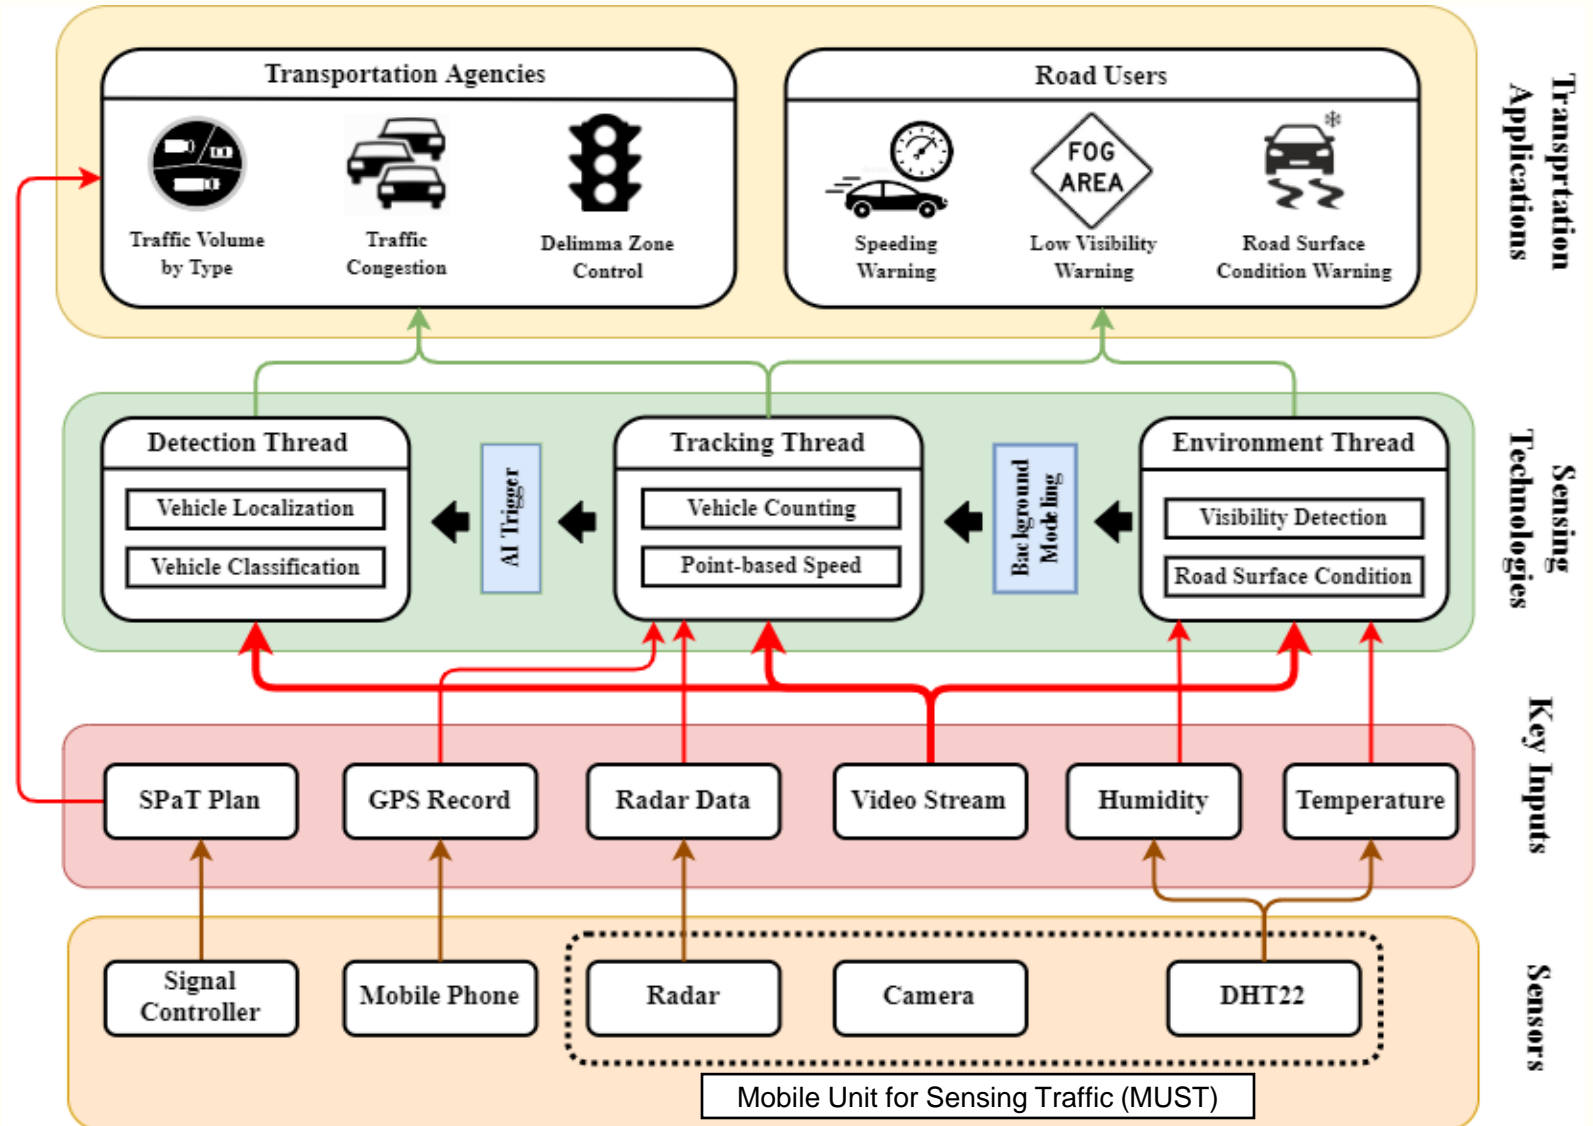 Transportation Agencies
Traffic Volume
by Type
Traffic
Congestion
Delimma Zone
Control
Road Users
FOG
AREA
Speeding
Warning
Low Visibility
Warning
Road Surface
Condition Warning
Transprtation
Applications
Detection Thread
Vehicle Localization
Vehicle Classification
AI Trigger
Tracking Thread
Vehicle Counting
Point-based Speed
Background
Modeling
Environment Thread
Visibility Detection
Road Surface Condition
Sensing
Technologies
SPaT Plan
GPS Record
Radar Data
Video Stream
Humidity
Temperature
Key Inputs
Signal
Controller
Mobile Phone
Radar
Camera
DHT22
Sensors
Mobile Unit for Sensing Traffic (MUST)